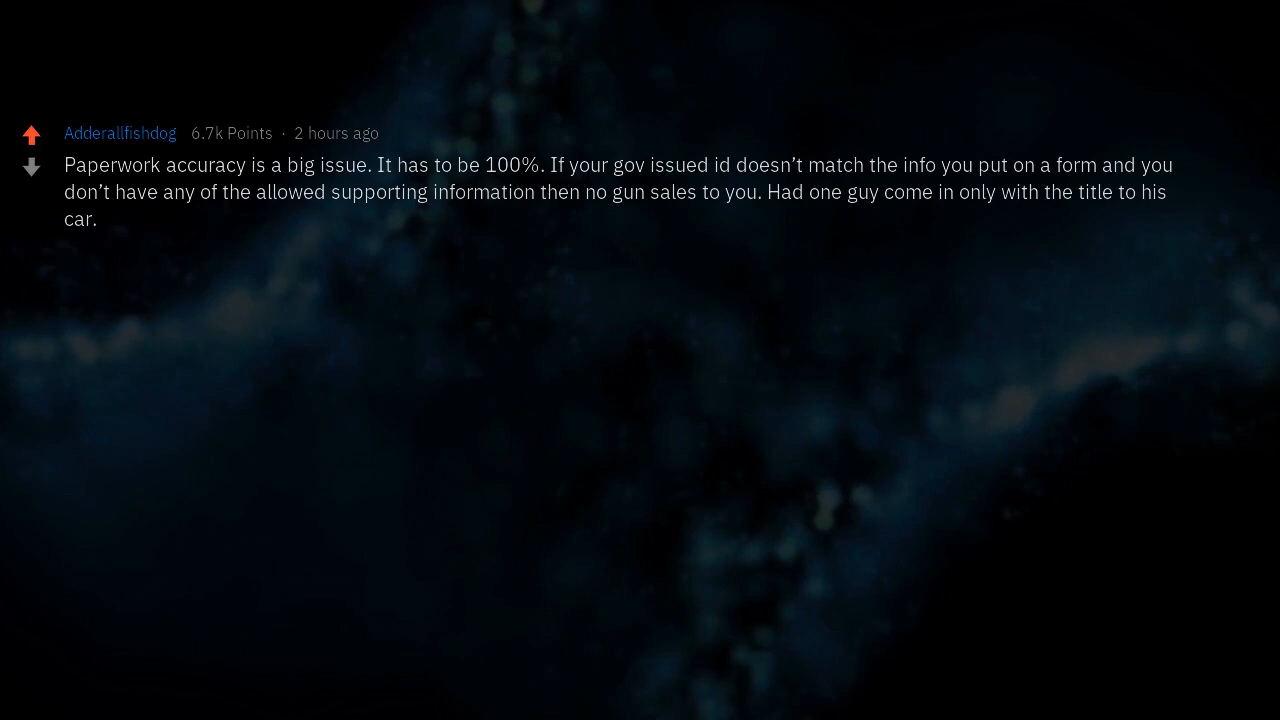 Adderallfishdog 6.7k Points · 2 hours ago
Paperwork accuracy is a big issue. It has to be 100%. If your gov issued id doesn’t match the info you put on a form and you
don’t have any of the allowed supporting information then no gun sales to you. Had one guy come in only with the title to his
car.